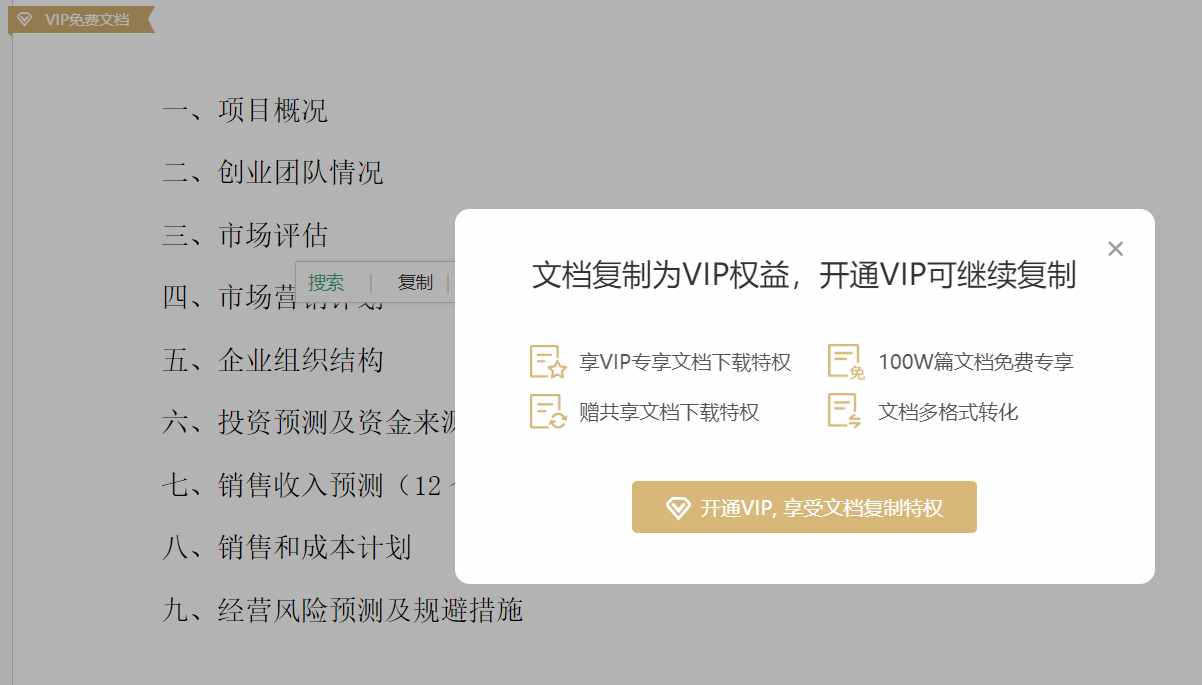 VIP免费文档
一、项目概况
二、创业团队情况
三、市场评估
搜索 复制
四、市场营销计划
五、企业组织结构
六、投资预测及资金来源
七、销售收入预测（12
八、销售和成本计划
九、经营风险预测及规避措施
文档复制为VIP权益，开通VIP可继续复制
享VIP专享文档下载特权 免 100W篇文档免费专享
赠共享文档下载特权 文档多格式转化
开通VIP, 享受文档复制特权